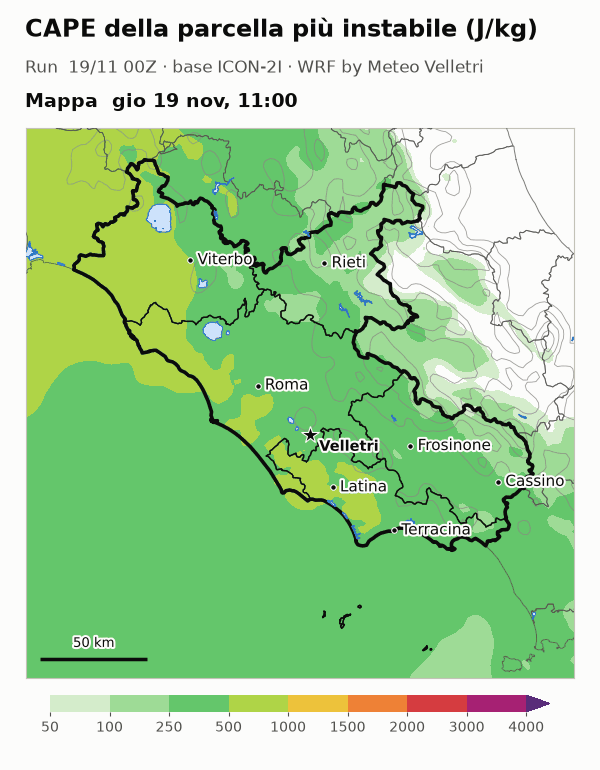 CAPE della parcella più instabile (J/kg)
Run  19/11 00Z · base ICON-2I · WRF by Meteo Velletri
Mappa  gio 19 nov, 11:00
Viterbo
Rieti
Roma
Velletri
Frosinone
Cassino
Latina
Terracina
50 km
50 100 250 500 1000 1500 2000 3000 4000